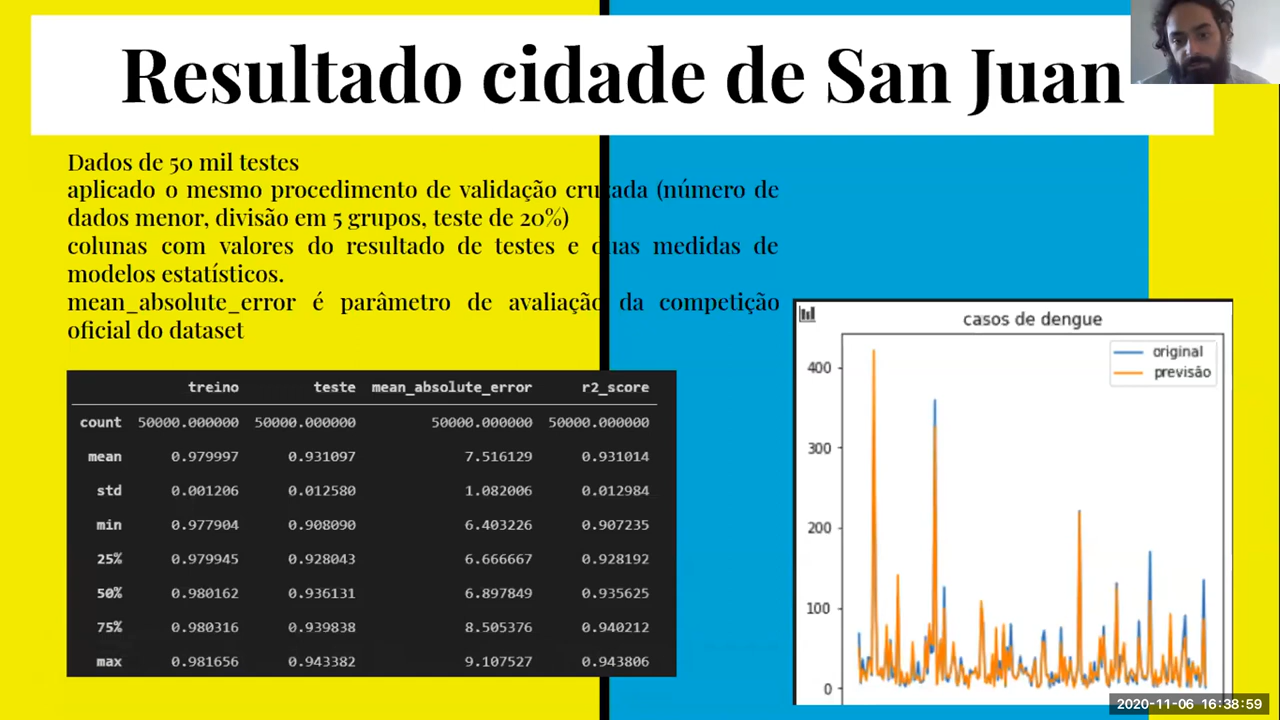 Resultado cidade de San Juan
Dados de 50 mil testes
aplicado o mesmo procedimento de validação cruzada (número de
dados menor, divisão em 5 grupos, teste de 20%)
colunas com valores do resultado de testes e duas medidas de
modelos estatísticos.
mean_absolute_error é parâmetro de avaliação da competição
oficial do dataset
treino teste mean_absolute_error r2_score
count 50000.000000 50000.000000 50000.000000 50000.000000
mean 0.979997 0.931097 7.516129 0.931014
std 0.001206 0.012580 1.082006 0.012984
min 0.977904 0.908090 6.403226 0.907235
25% 0.979945 0.928043 6.666667 0.928192
50% 0.980162 0.936131 6.897849 0.935625
75% 0.980316 0.939838 8.505376 0.940212
max 0.981656 0.943382 9.107527 0.943806
casos de dengue
original
previsão
400
300
200
100
0
2020-11-06 16:38:59